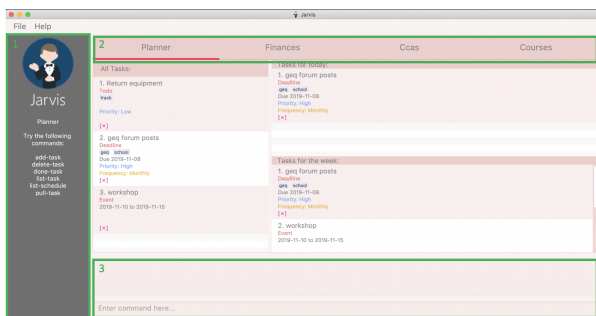 Jarvis
File Help
1
Jarvis
Planner
Try the following
commands:
add-task
delete-task
done-task
list-task
list-schedule
pull-task
2
Planner Finances Ccas Courses
All Tasks:
1. Return equipment
Todo
track
Priority: Low
[×]
2. geq forum posts
Deadline
geq school
Due 2019-11-08
Priority: High
Frequency: Monthly
[×]
3. workshop
Event
2019-11-10 to 2019-11-15
[×]
Tasks for Today:
1. geq forum posts
Deadline
geq school
Due 2019-11-08
Priority: High
Frequency: Monthly
[×]
Tasks for the week:
1. geq forum posts
Deadline
geq school
Due 2019-11-08
Priority: High
Frequency: Monthly
[×]
2. workshop
Event
2019-11-10 to 2019-11-15
3
Enter command here...